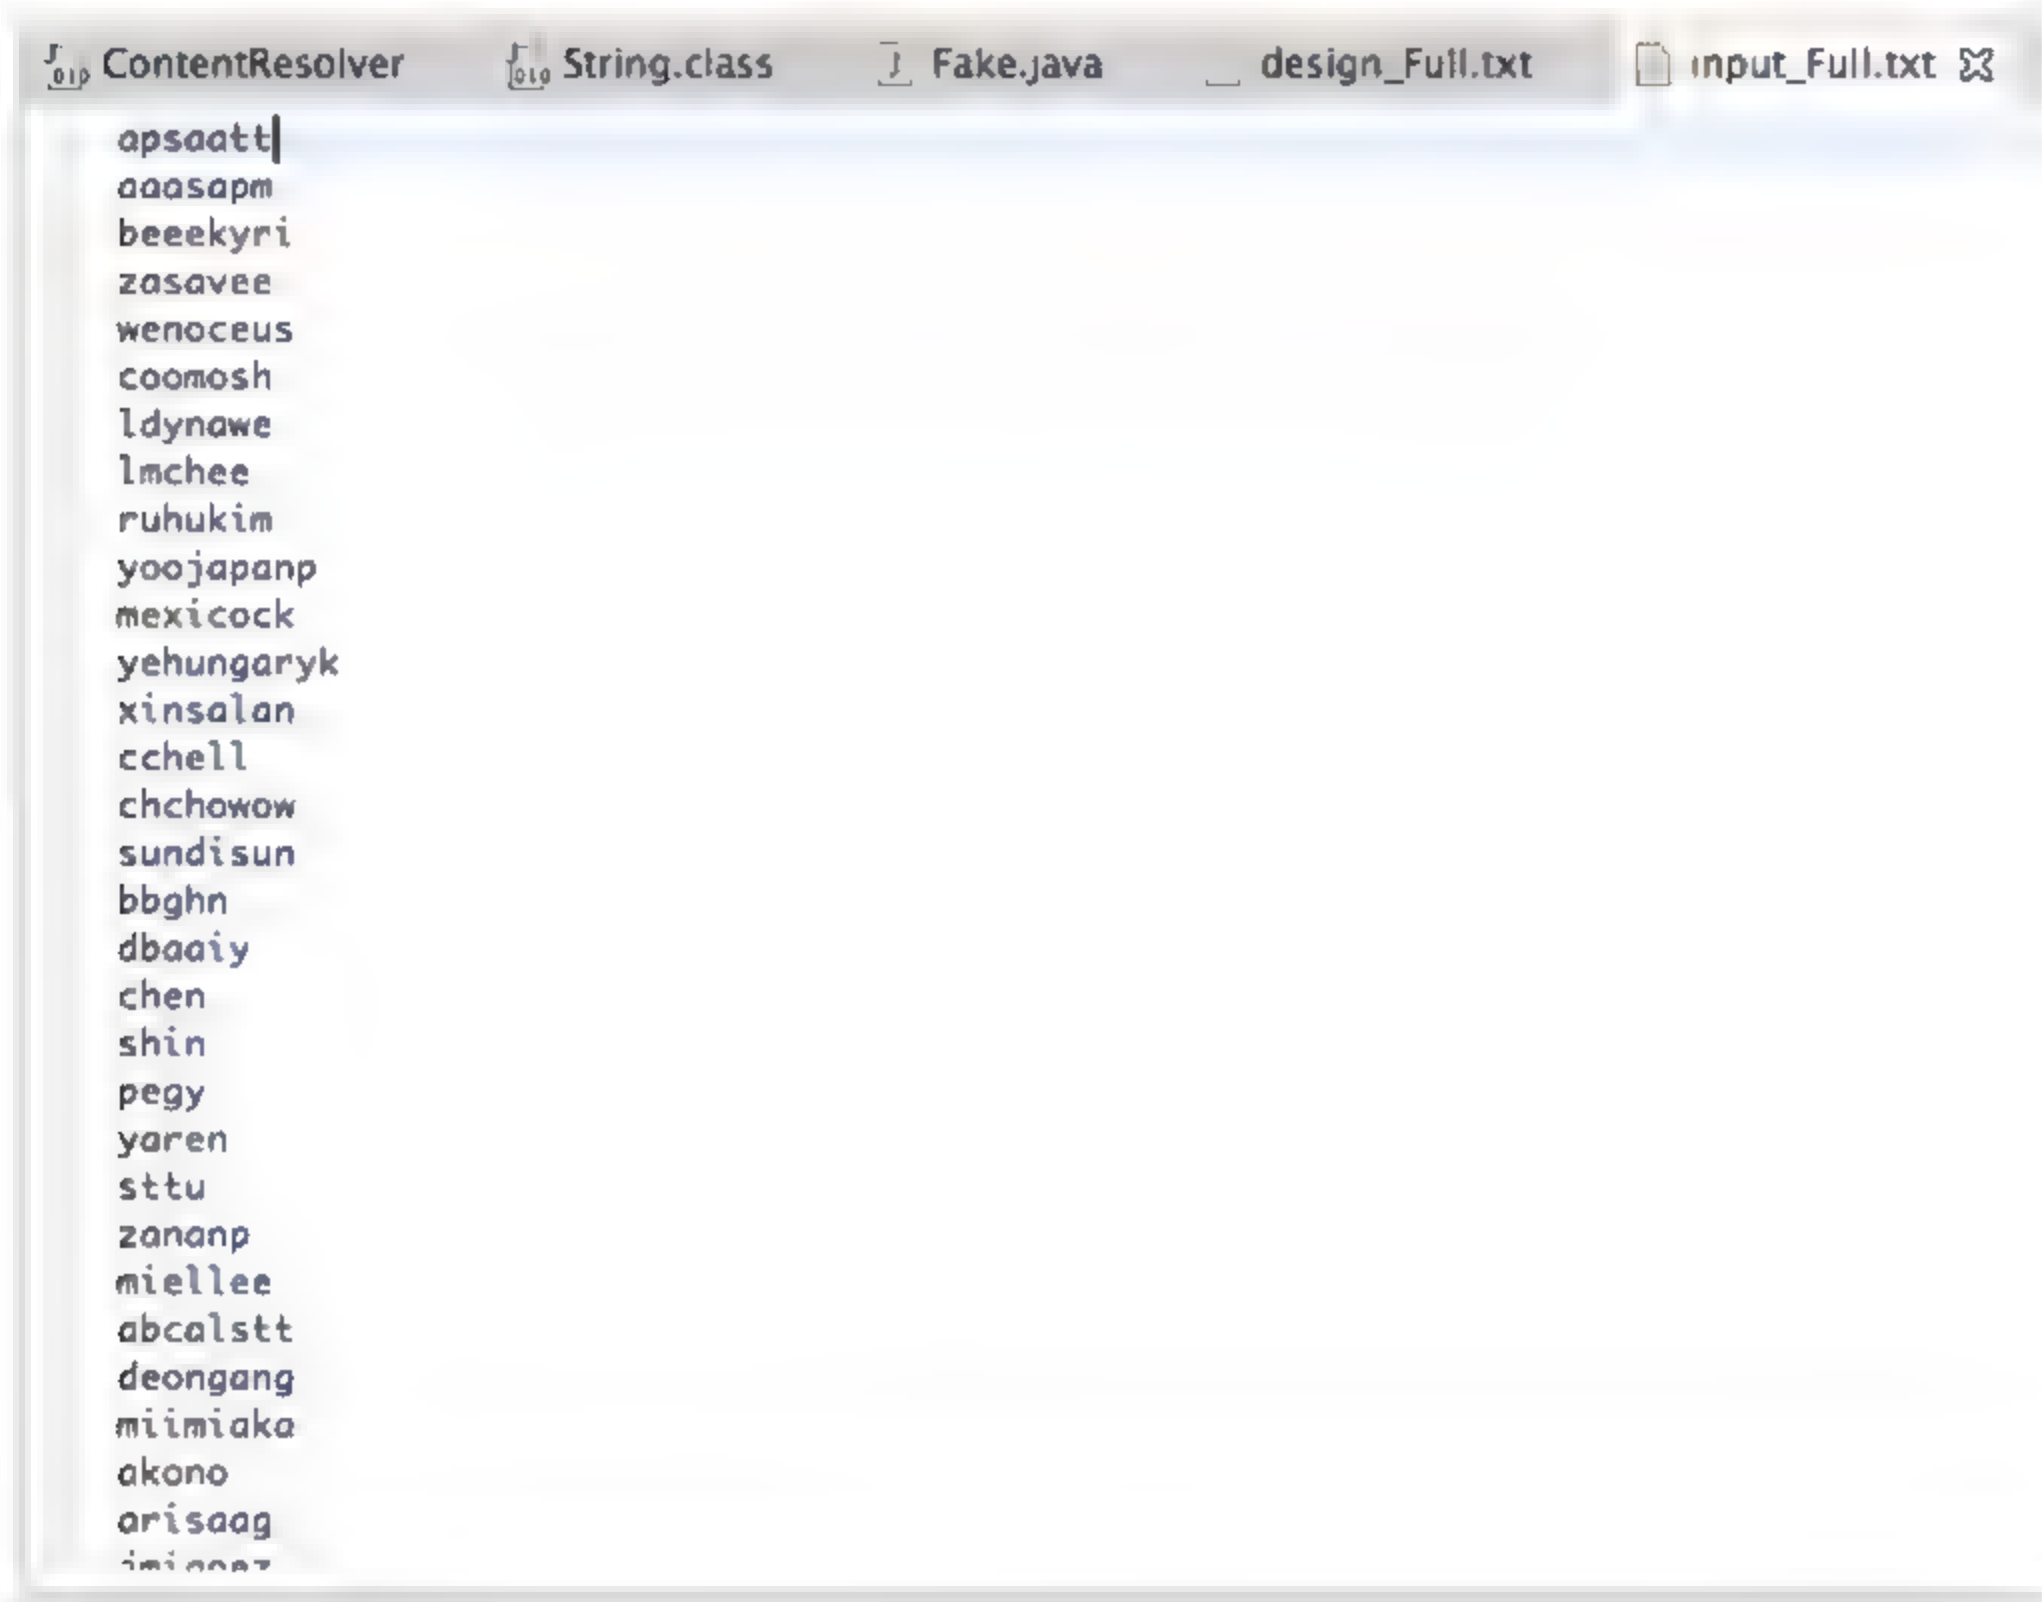 ContentResolver String.class Fake.java design_Full.txt input_Full.txt
apsaatt
aaasapm
beeekyri
zasavee
wenoceus
coomosh
ldynawe
lmchee
ruhukim
yoojapanp
mexicock
yehungaryk
xinsalan
cchell
chchowow
sundisun
bbghn
dbaaiy
chen
shin
pegy
yaren
sttu
zananp
miellee
abcalstt
deongang
miimiaka
akono
arisaag